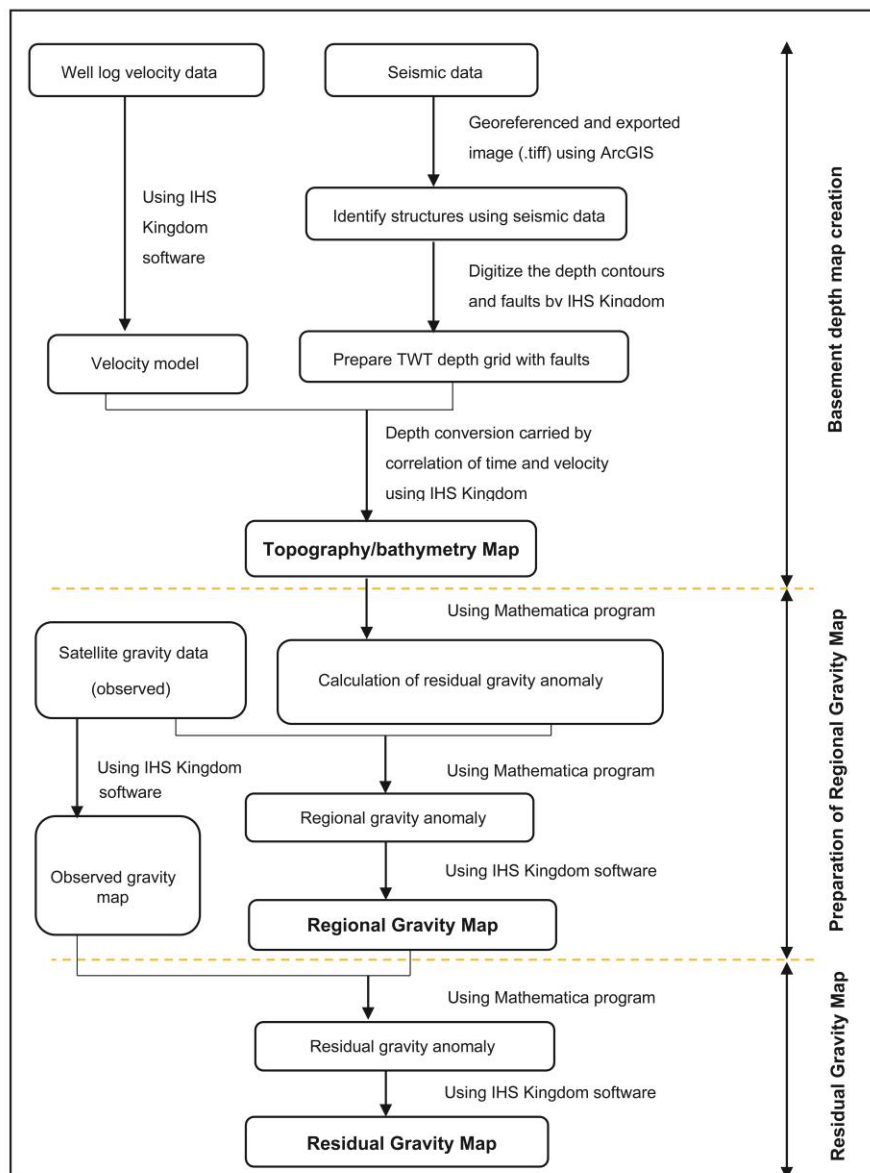 Well log velocity data
Seismic data
Georeferenced and exported
image (.tiff) using ArcGIS
Using IHS
Kingdom
software
Identify structures using seismic data
Digitize the depth contours
and faults by IHS Kingdom
Velocity model
Prepare TWT depth grid with faults
Depth conversion carried by
correlation of time and velocity
using IHS Kingdom
Topography/bathymetry Map
Basement depth map creation
Using Mathematica program
Satellite gravity data
(observed)
Calculation of residual gravity anomaly
Using IHS Kingdom
software
Using Mathematica program
Regional gravity anomaly
Observed gravity
map
Using IHS Kingdom software
Regional Gravity Map
Preparation of Regional Gravity Map
Using Mathematica program
Residual gravity anomaly
Using IHS Kingdom software
Residual Gravity Map
Residual Gravity Map